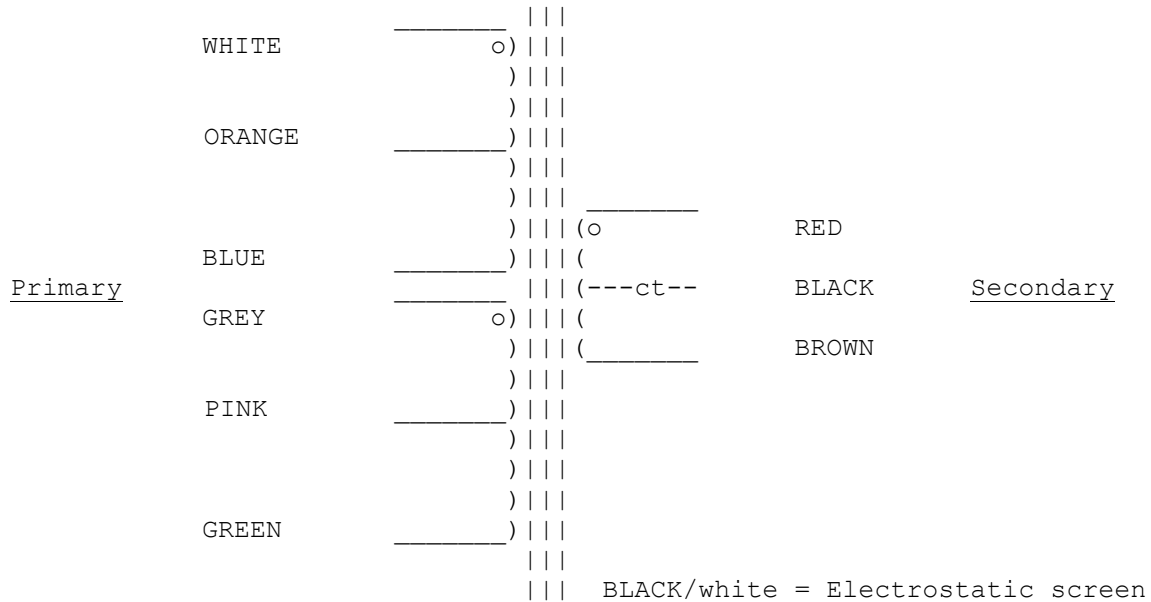 WHITE
ORANGE
RED
BLUE
Primary ---ct-- BLACK Secondary
GREY
BROWN
PINK
GREEN
BLACK/white = Electrostatic screen